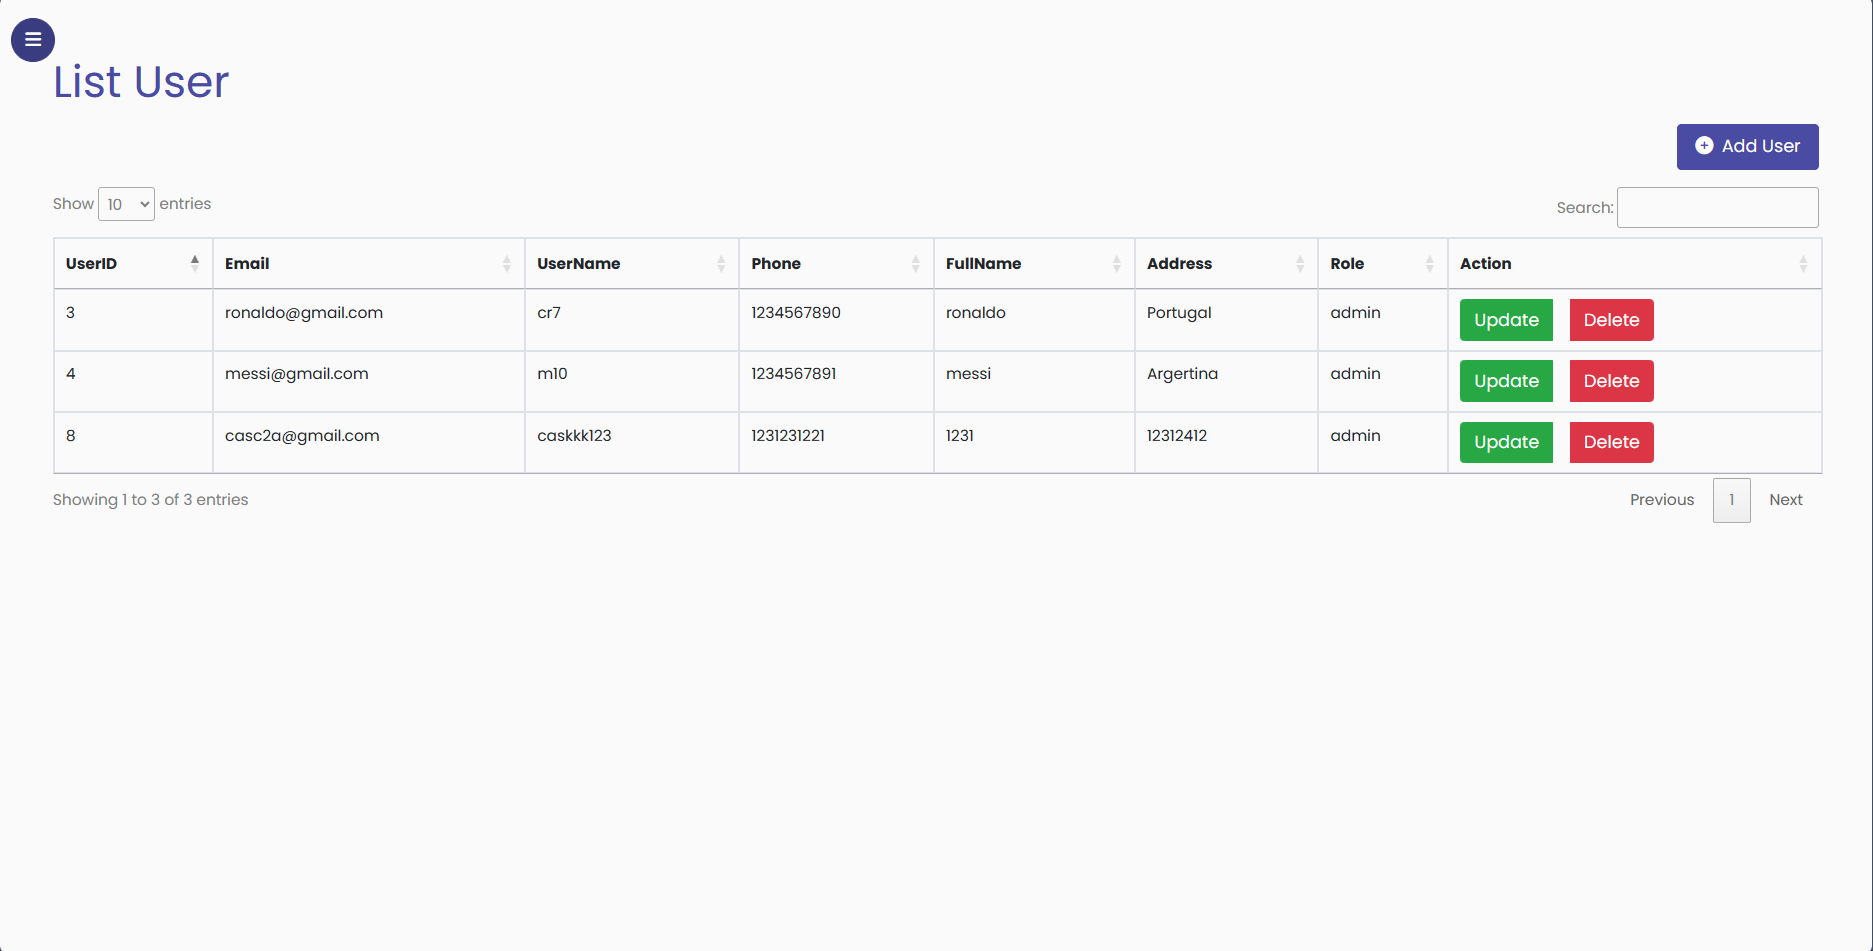 List User
Add User
Show 10 entries
Search:
UserID Email UserName Phone FullName Address Role Action
3 ronaldo@gmail.com cr7 1234567890 ronaldo Portugal admin Update Delete
4 messi@gmail.com m10 1234567891 messi Argertina admin Update Delete
8 casc2a@gmail.com caskkk123 1231231221 1231 12312412 admin Update Delete
Showing 1 to 3 of 3 entries
Previous 1 Next